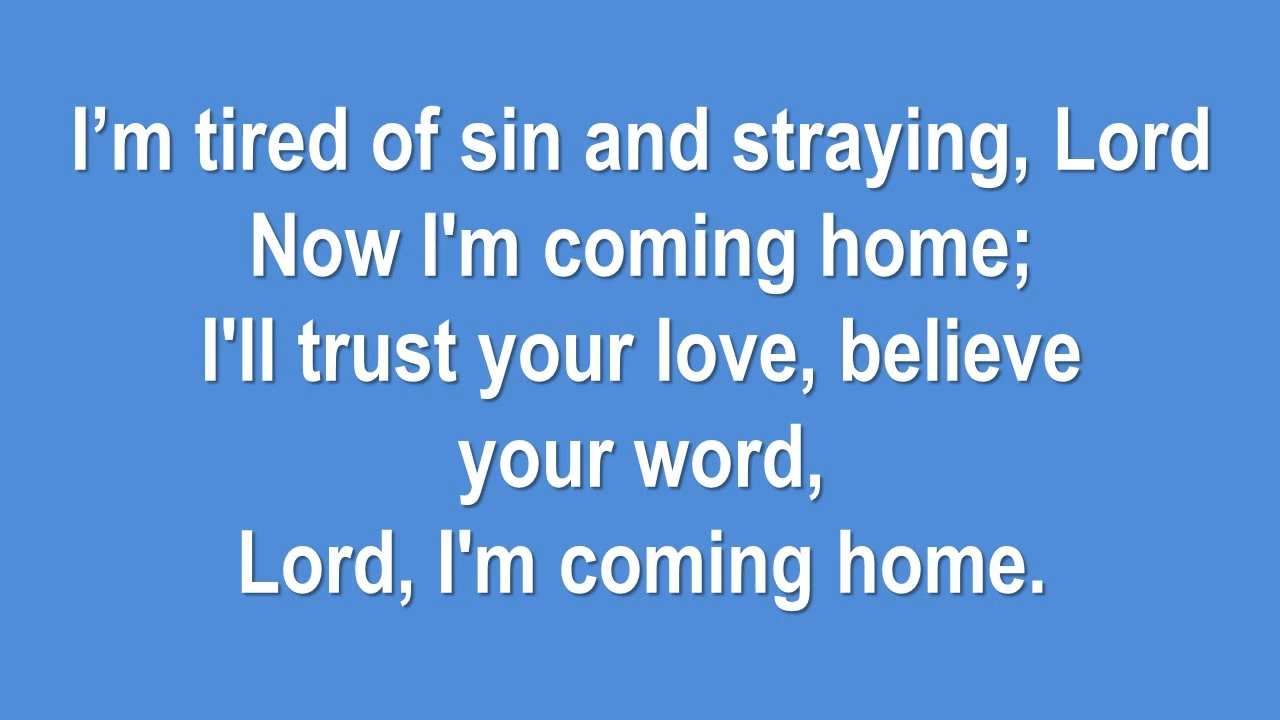 I’m tired of sin and straying, Lord
Now I'm coming home;
I'll trust your love, believe
your word,
Lord, I'm coming home.